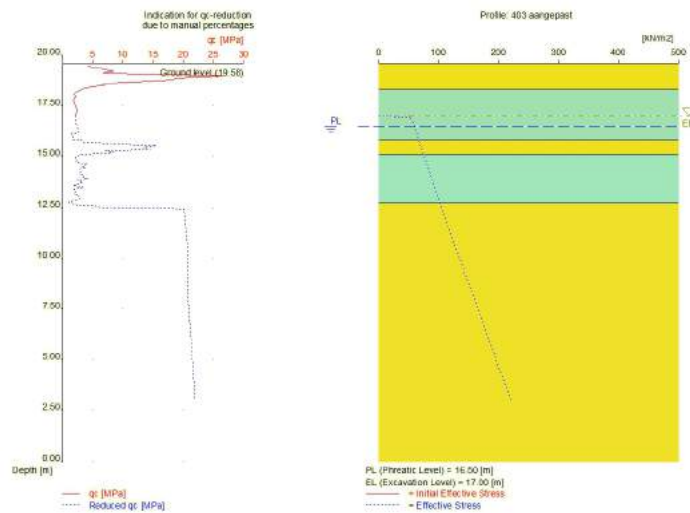 Indication for qc-reduction
due to manual percentages
qc [MPa]
5 10 15 20 25 30
20.00
Ground level (19.58)
17.50
15.00
12.50
10.00
7.50
5.00
2.50
0.00
Depth [m]
qc [MPa]
Reduced qc [MPa]
Profile: 403 aangepast
[kN/m2]
0 100 200 300 400 500
PL
EL
PL (Phreatic Level) = 16.50 [m]
EL (Excavation Level) = 17.00 [m]
= Initial Effective Stress
= Effective Stress